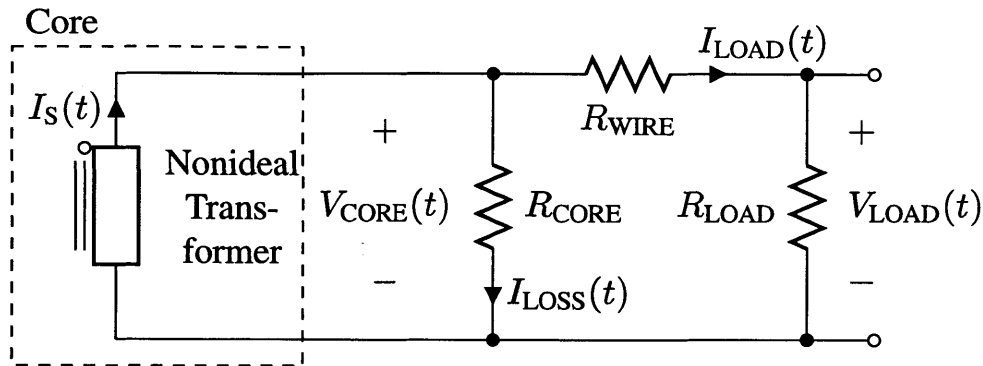 Core
I_LOAD(t)
I_S(t)
R_WIRE
+
+
Nonideal
Trans-
former
V_CORE(t)
R_CORE
R_LOAD
V_LOAD(t)
−
−
I_LOSS(t)